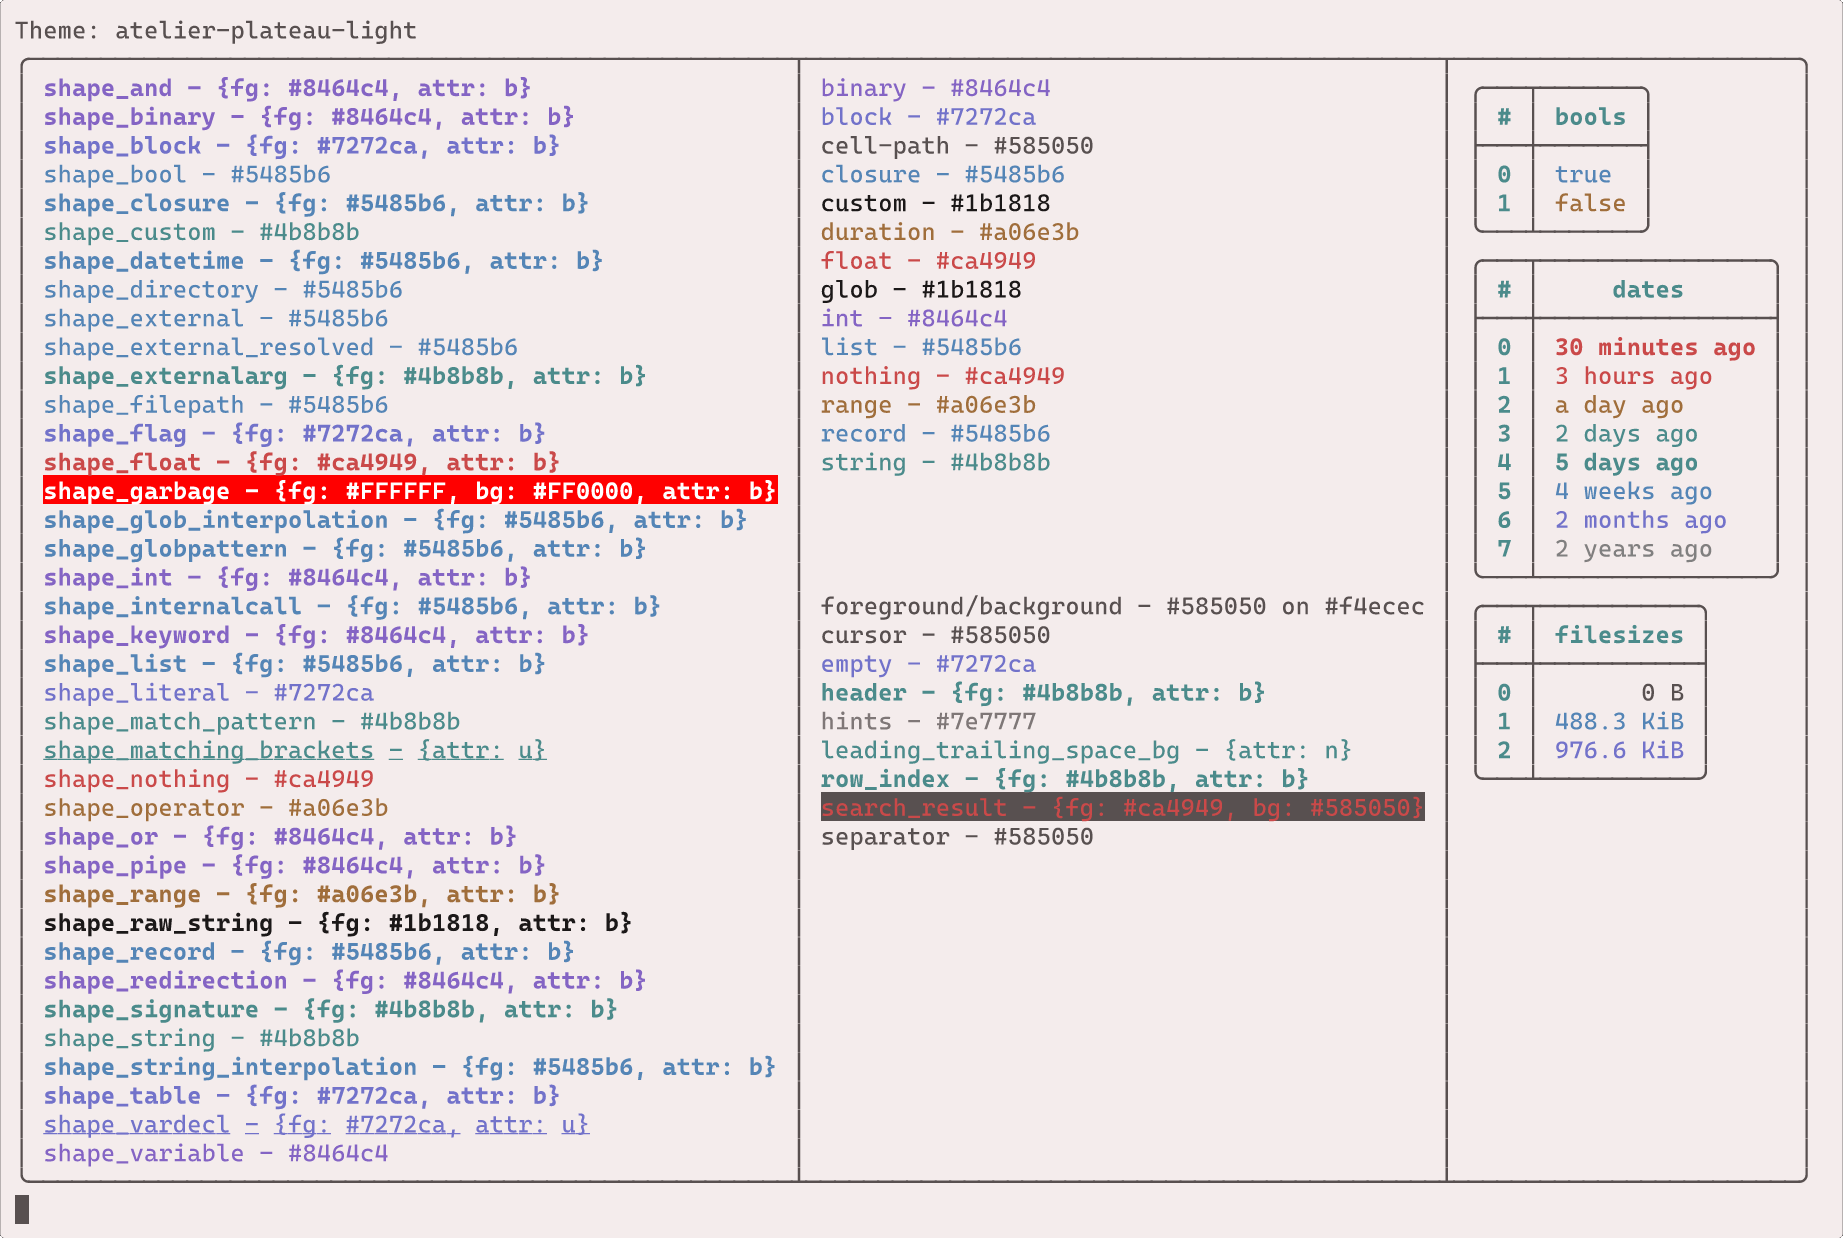 Theme: atelier-plateau-light
shape_and - {fg: #8464c4, attr: b}
shape_binary - {fg: #8464c4, attr: b}
shape_block - {fg: #7272ca, attr: b}
shape_bool - #5485b6
shape_closure - {fg: #5485b6, attr: b}
shape_custom - #4b8b8b
shape_datetime - {fg: #5485b6, attr: b}
shape_directory - #5485b6
shape_external - #5485b6
shape_external_resolved - #5485b6
shape_externalarg - {fg: #4b8b8b, attr: b}
shape_filepath - #5485b6
shape_flag - {fg: #7272ca, attr: b}
shape_float - {fg: #ca4949, attr: b}
shape_garbage - {fg: #FFFFFF, bg: #FF0000, attr: b}
shape_glob_interpolation - {fg: #5485b6, attr: b}
shape_globpattern - {fg: #5485b6, attr: b}
shape_int - {fg: #8464c4, attr: b}
shape_internalcall - {fg: #5485b6, attr: b}
shape_keyword - {fg: #8464c4, attr: b}
shape_list - {fg: #5485b6, attr: b}
shape_literal - #7272ca
shape_match_pattern - #4b8b8b
shape_matching_brackets - {attr: u}
shape_nothing - #ca4949
shape_operator - #a06e3b
shape_or - {fg: #8464c4, attr: b}
shape_pipe - {fg: #8464c4, attr: b}
shape_range - {fg: #a06e3b, attr: b}
shape_raw_string - {fg: #1b1818, attr: b}
shape_record - {fg: #5485b6, attr: b}
shape_redirection - {fg: #8464c4, attr: b}
shape_signature - {fg: #4b8b8b, attr: b}
shape_string - #4b8b8b
shape_string_interpolation - {fg: #5485b6, attr: b}
shape_table - {fg: #7272ca, attr: b}
shape_vardecl - {fg: #7272ca, attr: u}
shape_variable - #8464c4
binary - #8464c4
block - #7272ca
cell-path - #585050
closure - #5485b6
custom - #1b1818
duration - #a06e3b
float - #ca4949
glob - #1b1818
int - #8464c4
list - #5485b6
nothing - #ca4949
range - #a06e3b
record - #5485b6
string - #4b8b8b
foreground/background - #585050 on #f4ecec
cursor - #585050
empty - #7272ca
header - {fg: #4b8b8b, attr: b}
hints - #7e7777
leading_trailing_space_bg - {attr: n}
row_index - {fg: #4b8b8b, attr: b}
search_result - {fg: #ca4949, bg: #585050}
separator - #585050
# bools
0 true
1 false
# dates
0 30 minutes ago
1 3 hours ago
2 a day ago
3 2 days ago
4 5 days ago
5 4 weeks ago
6 2 months ago
7 2 years ago
# filesizes
0 0 B
1 488.3 KiB
2 976.6 KiB